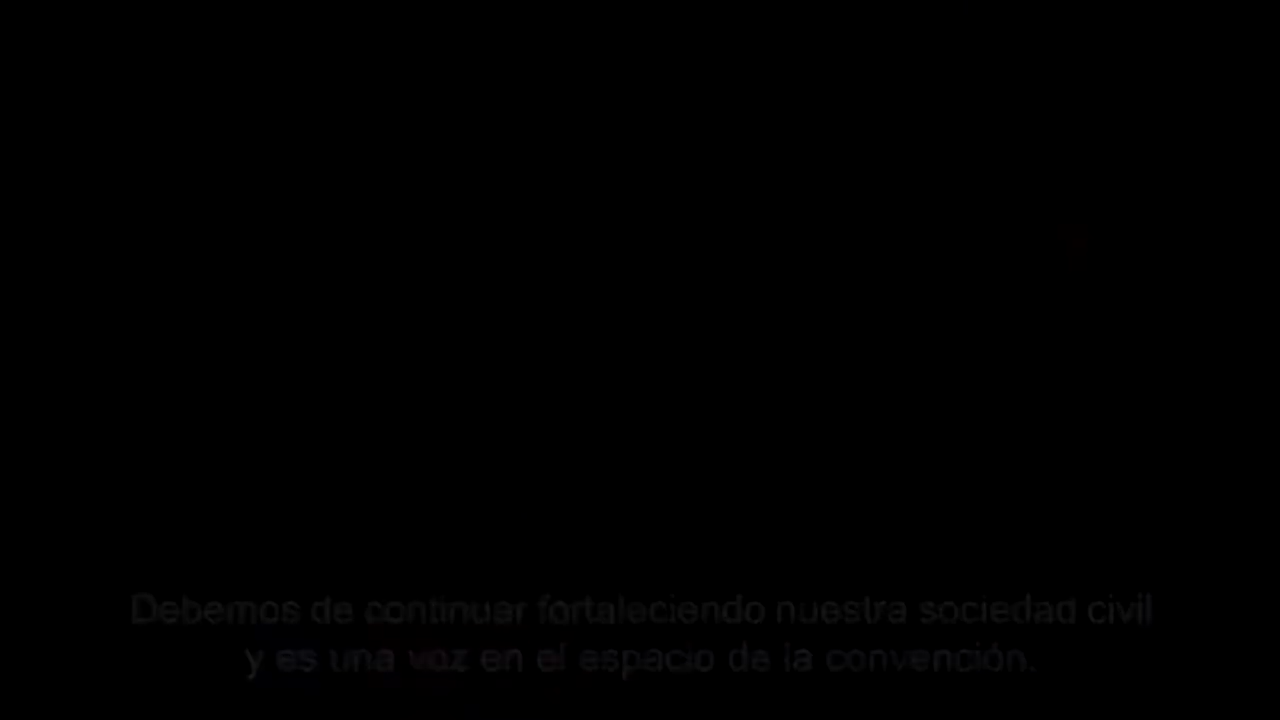 Debemos de continuar fortaleciendo nuestra sociedad civil
y es una voz en el espacio de la convención.